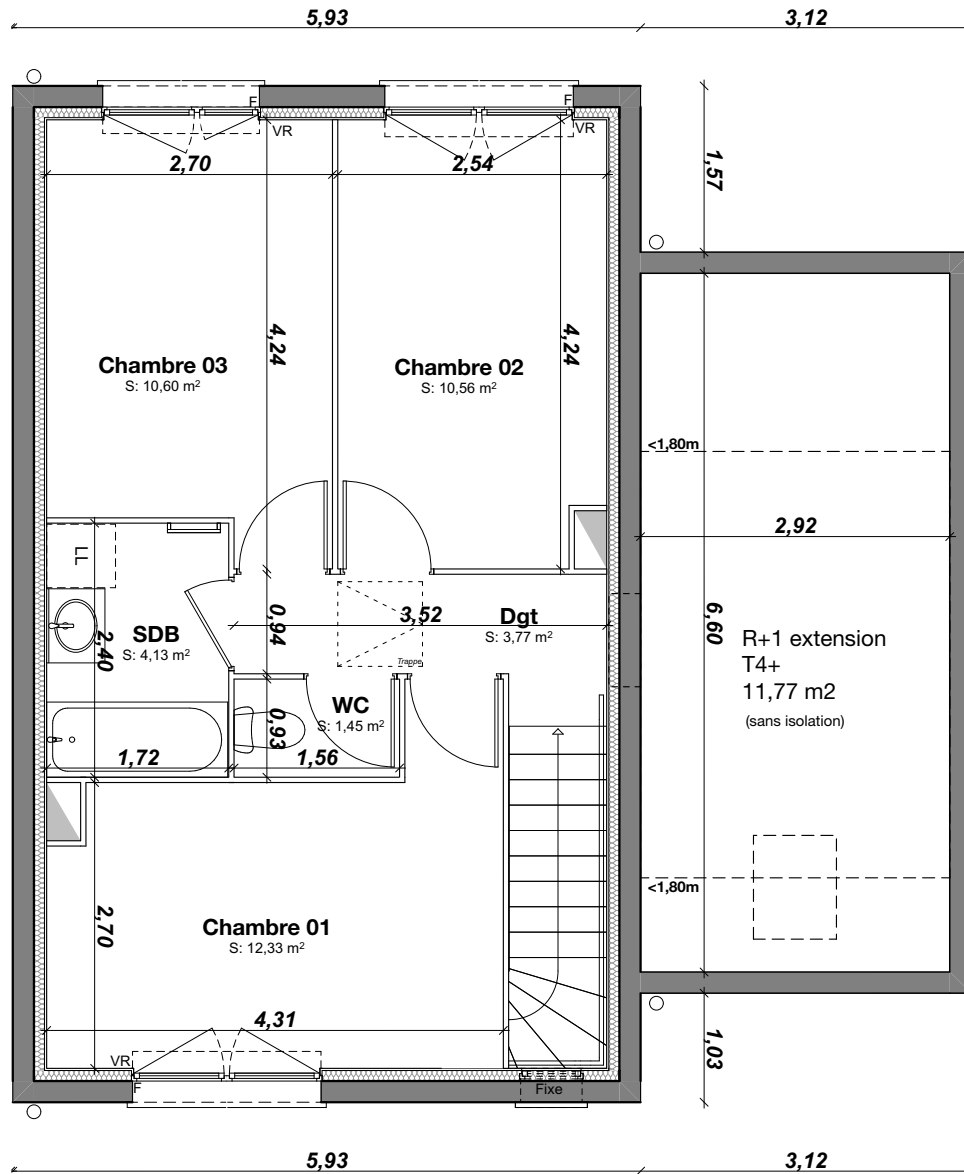 5,93
3,12
F
F
VR
VR
2,70
2,54
1,57
4,24
4,24
Chambre 03
S: 10,60 m²
Chambre 02
S: 10,56 m²
<1,80m
2,92
LL
SDB
S: 4,13 m²
2,40
0,94
3,52
Dgt
S: 3,77 m²
Trappe
6,60
R+1 extension
T4+
11,77 m2
(sans isolation)
WC
S: 1,45 m²
0,93
1,72
1,56
<1,80m
2,70
Chambre 01
S: 12,33 m²
4,31
VR
F
Fixe
1,03
5,93
3,12